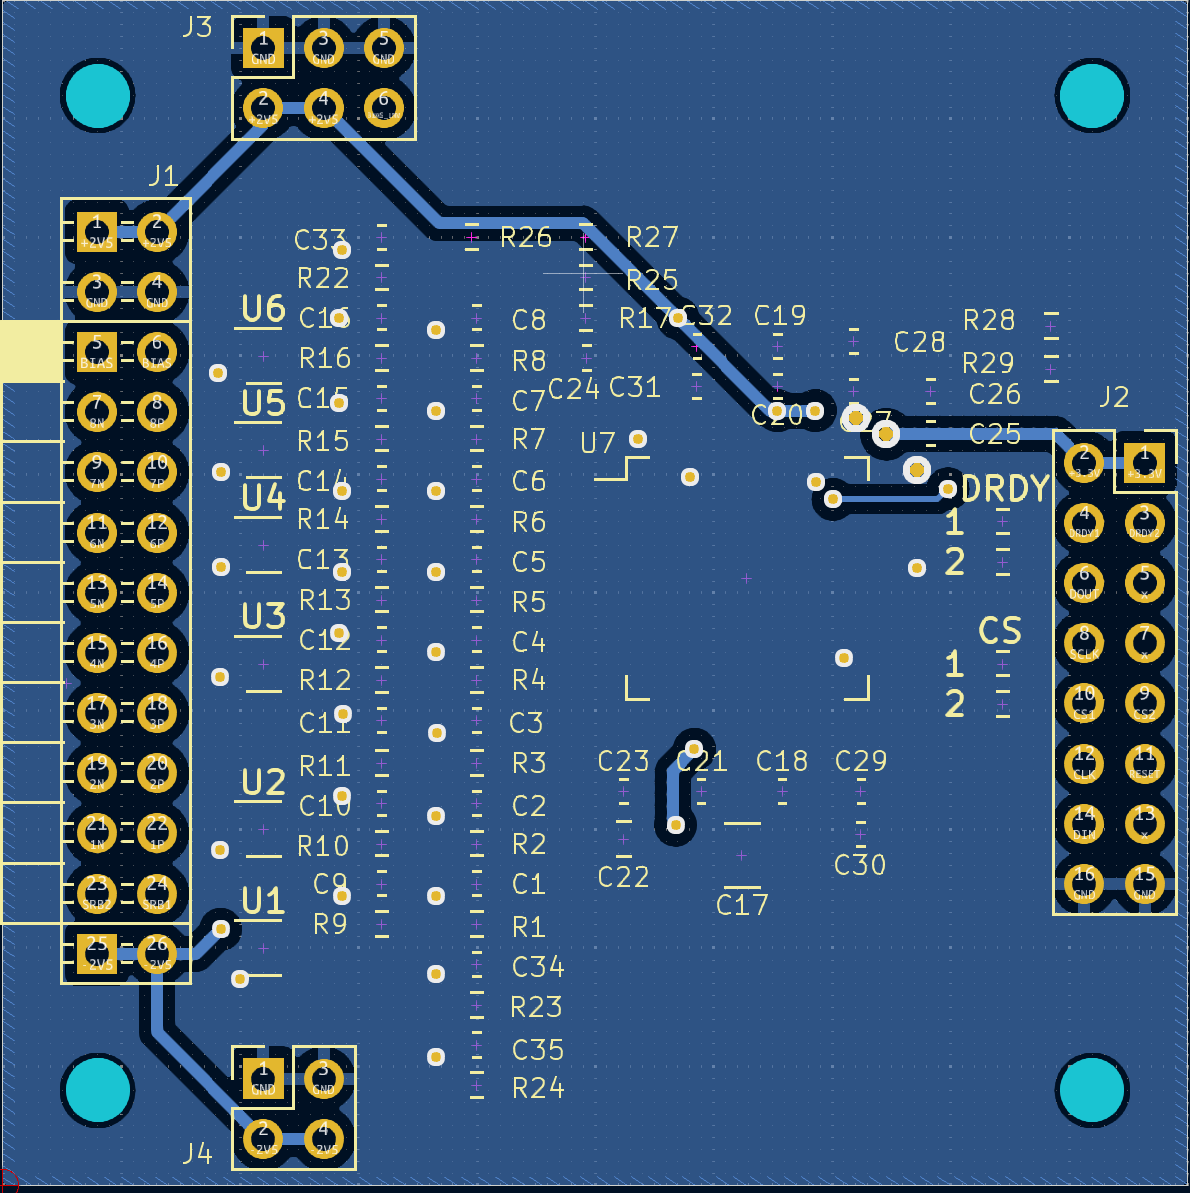 J3
1 3 5
GND GND GND
2 4 6
+2V5 +2V5
J1
1 2
+2V5 +2V5
3 4
GND GND
5 6
BIAS BIAS
7 8
8N 8P
9 10
7N 7P
11 12
6N 6P
13 14
5N 5P
15 16
4N 4P
17 18
3N 3P
19 20
2N 2P
21 22
1N 1P
23 24
SRB2 SRB1
25 26
-2V5 -2V5
U6
U5
U4
U3
U2
U1
C33
R22
C16
R16
C15
R15
C14
R14
C13
R13
C12
R12
C11
R11
C10
R10
C9
R9
R26
C8
R8
C7
R7
C6
R6
C5
R5
C4
R4
C3
R3
C2
R2
C1
R1
C34
R23
C35
R24
R27
R25
R17 C32 C19
C24 C31
C20 C27
U7
C28
R28
R29
C26
C25
J2
2 1
+3.3V +3.3V
4 3
DRDY1 DRDY2
6 5
DOUT x
8 7
SCLK x
10 9
CS1 CS2
12 11
CLK RESET
14 13
DIN x
16 15
GND GND
DRDY
1
2
CS
1
2
C23 C21 C18 C29
C22 C30
C17
1 3
GND GND
2 4
-2V5 -2V5
J4